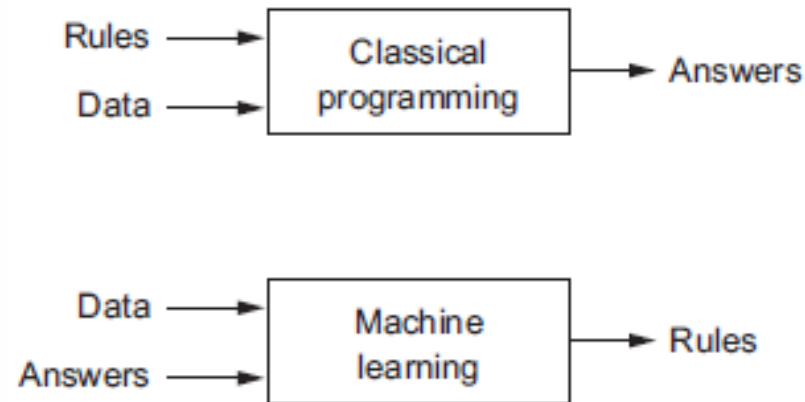 Rules
Data
Classical
programming
Answers
Data
Answers
Machine
learning
Rules